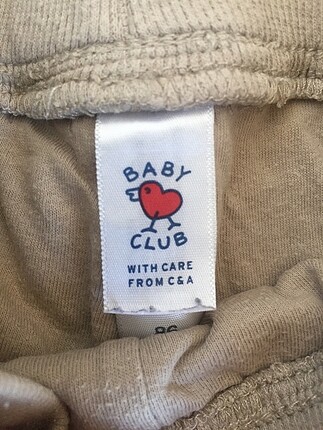 BABY
CLUB
WITH CARE
FROM C&A
86